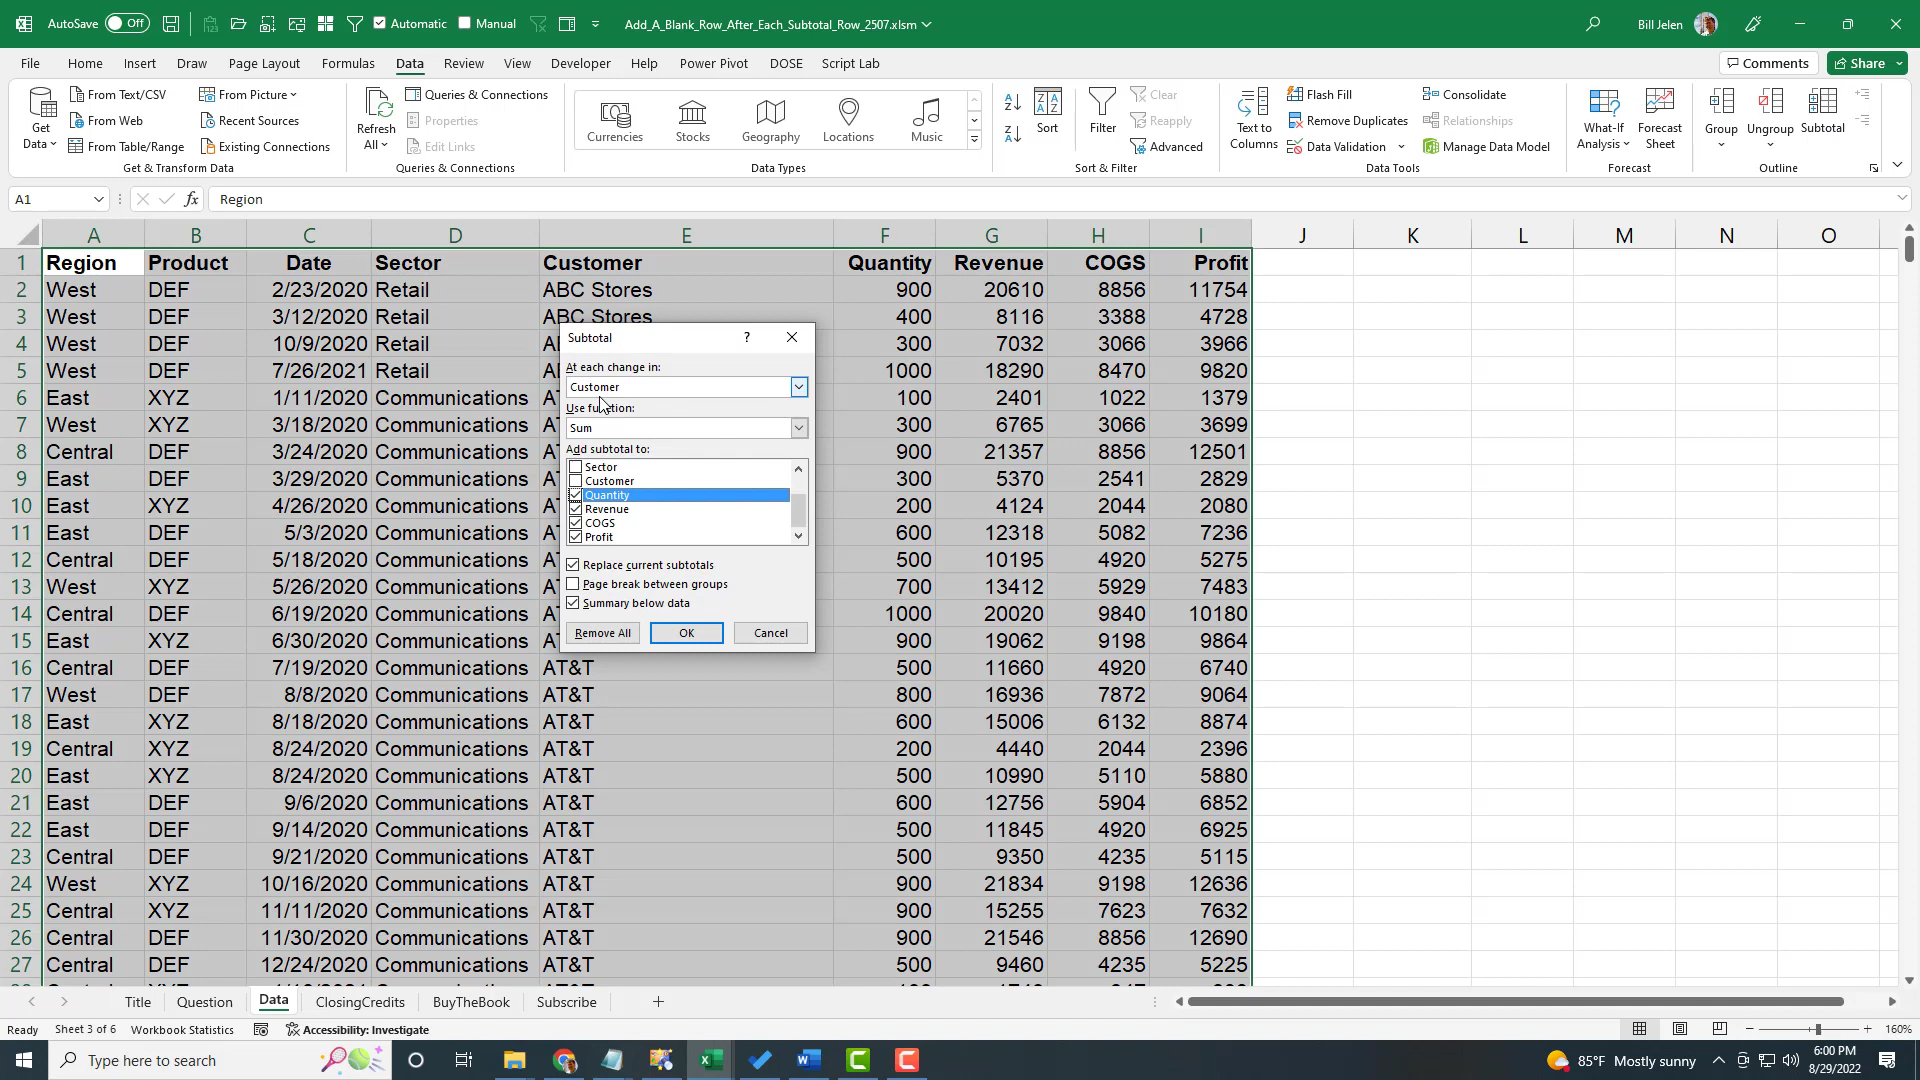 AutoSave Off Automatic Manual Add_A_Blank_Row_After_Each_Subtotal_Row_2507.xlsm Bill Jelen
File Home Insert Draw Page Layout Formulas Data Review View Developer Help Power Pivot DOSE Script Lab Comments Share
Get Data
From Text/CSV
From Web
From Table/Range
From Picture
Recent Sources
Existing Connections
Get & Transform Data
Refresh All
Queries & Connections
Properties
Edit Links
Queries & Connections
Currencies Stocks Geography Locations Music
Data Types
Sort Filter
Clear
Reapply
Advanced
Sort & Filter
Text to Columns
Flash Fill
Remove Duplicates
Data Validation
Consolidate
Relationships
Manage Data Model
Data Tools
What-If Analysis
Forecast Sheet
Forecast
Group Ungroup Subtotal
Outline
A1 fx Region
A B C D E F G H I J K L M N O
1 Region Product Date Sector Customer Quantity Revenue COGS Profit
2 West DEF 2/23/2020 Retail ABC Stores 900 20610 8856 11754
3 West DEF 3/12/2020 Retail ABC Stores 400 8116 3388 4728
4 West DEF 10/9/2020 Retail 300 7032 3066 3966
5 West DEF 7/26/2021 Retail 1000 18290 8470 9820
6 East XYZ 1/11/2020 Communications 100 2401 1022 1379
7 West XYZ 3/18/2020 Communications 300 6765 3066 3699
8 Central DEF 3/24/2020 Communications 900 21357 8856 12501
9 East DEF 3/29/2020 Communications 300 5370 2541 2829
10 East XYZ 4/26/2020 Communications 200 4124 2044 2080
11 East DEF 5/3/2020 Communications 600 12318 5082 7236
12 Central DEF 5/18/2020 Communications 500 10195 4920 5275
13 West XYZ 5/26/2020 Communications 700 13412 5929 7483
14 Central DEF 6/19/2020 Communications 1000 20020 9840 10180
15 East XYZ 6/30/2020 Communications 900 19062 9198 9864
16 Central DEF 7/19/2020 Communications AT&T 500 11660 4920 6740
17 West DEF 8/8/2020 Communications AT&T 800 16936 7872 9064
18 East XYZ 8/18/2020 Communications AT&T 600 15006 6132 8874
19 Central XYZ 8/24/2020 Communications AT&T 200 4440 2044 2396
20 East XYZ 8/24/2020 Communications AT&T 500 10990 5110 5880
21 East DEF 9/6/2020 Communications AT&T 600 12756 5904 6852
22 East DEF 9/14/2020 Communications AT&T 500 11845 4920 6925
23 Central DEF 9/21/2020 Communications AT&T 500 9350 4235 5115
24 West XYZ 10/16/2020 Communications AT&T 900 21834 9198 12636
25 Central XYZ 11/11/2020 Communications AT&T 900 15255 7623 7632
26 Central DEF 11/30/2020 Communications AT&T 900 21546 8856 12690
27 Central DEF 12/24/2020 Communications AT&T 500 9460 4235 5225
Subtotal ?
At each change in:
Customer
Use function:
Sum
Add subtotal to:
Sector
Customer
Quantity
Revenue
COGS
Profit
Replace current subtotals
Page break between groups
Summary below data
Remove All OK Cancel
Title Question Data ClosingCredits BuyTheBook Subscribe
Ready Sheet 3 of 6 Workbook Statistics Accessibility: Investigate 160%
Type here to search 85°F Mostly sunny 6:00 PM
8/29/2022